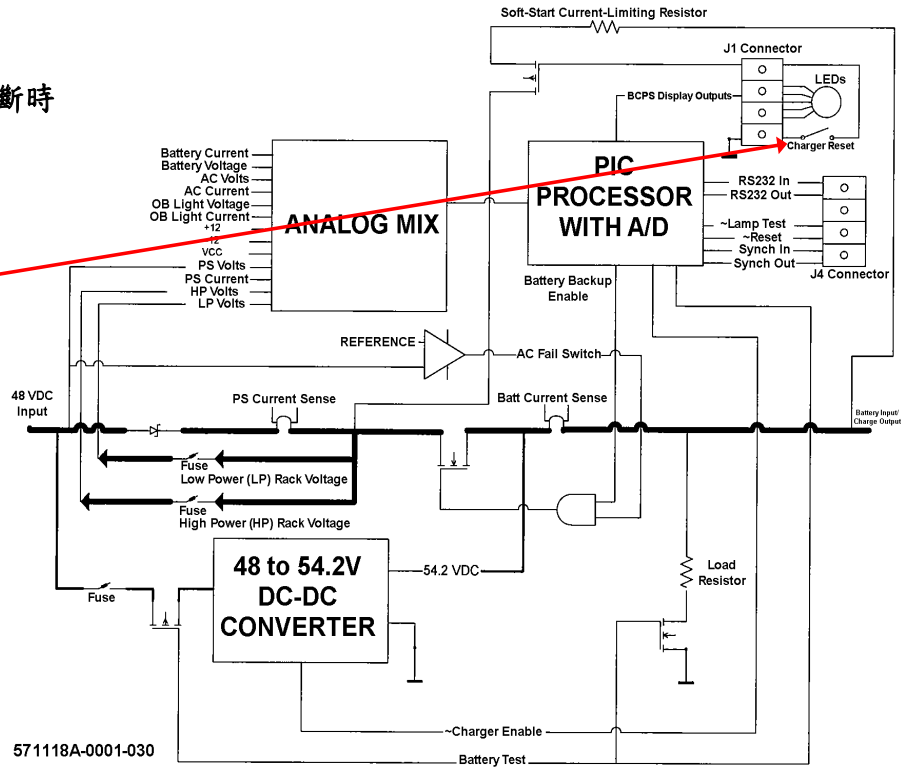 Soft-Start Current-Limiting Resistor
J1 Connector
LEDs
斷時
BCPS Display Outputs
Charger Reset
Battery Current
Battery Voltage
AC Volts
AC Current
OB Light Voltage
OB Light Current
+12
-12
VCC
PS Volts
PS Current
HP Volts
LP Volts
ANALOG MIX
PIC
PROCESSOR
WITH A/D
RS232 In
RS232 Out
~Lamp Test
~Reset
Synch In
Synch Out
J4 Connector
Battery Backup
Enable
REFERENCE
AC Fail Switch
48 VDC
Input
PS Current Sense
Batt Current Sense
Battery Input/
Charge Output
Fuse
Low Power (LP) Rack Voltage
Fuse
High Power (HP) Rack Voltage
48 to 54.2V
DC-DC
CONVERTER
54.2 VDC
Load
Resistor
Fuse
~Charger Enable
571118A-0001-030
Battery Test